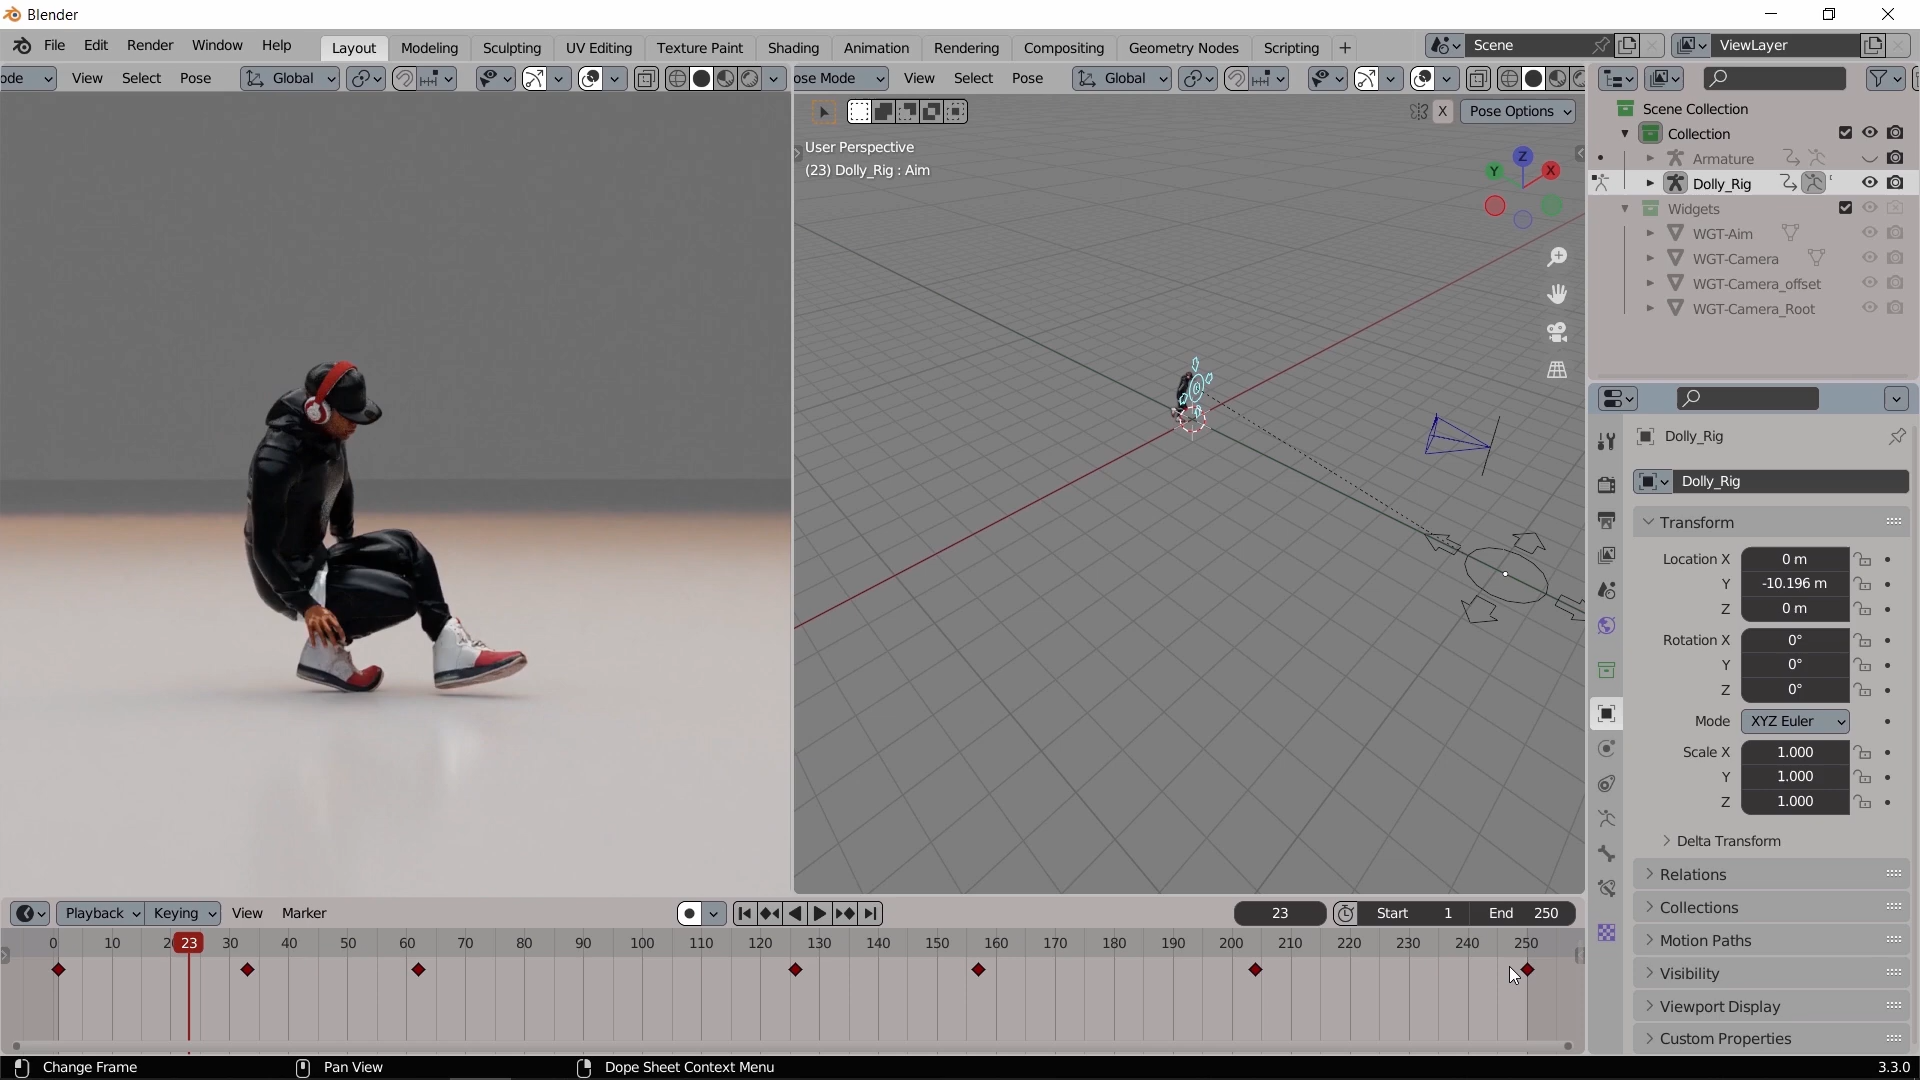 Blender
File Edit Render Window Help Layout Modeling Sculpting UV Editing Texture Paint Shading Animation Rendering Compositing Geometry Nodes Scripting + Scene ViewLayer
ode View Select Pose Global
ose Mode View Select Pose Global
X Pose Options
User Perspective
(23) Dolly_Rig : Aim
Z
Y X
Scene Collection
Collection
Armature
Dolly_Rig
Widgets
WGT-Aim
WGT-Camera
WGT-Camera_offset
WGT-Camera_Root
Dolly_Rig
Dolly_Rig
Transform
Location X 0 m
Y -10.196 m
Z 0 m
Rotation X 0°
Y 0°
Z 0°
Mode XYZ Euler
Scale X 1.000
Y 1.000
Z 1.000
Delta Transform
Relations
Collections
Motion Paths
Visibility
Viewport Display
Custom Properties
Playback Keying View Marker 23 Start 1 End 250
0 10 2 23 30 40 50 60 70 80 90 100 110 120 130 140 150 160 170 180 190 200 210 220 230 240 250
Change Frame Pan View Dope Sheet Context Menu 3.3.0